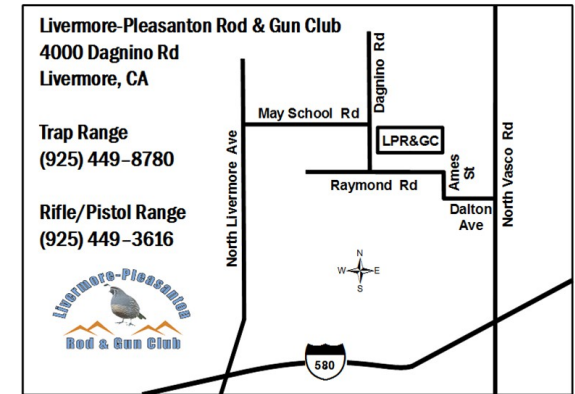 Livermore-Pleasanton Rod & Gun Club
4000 Dagnino Rd
Livermore, CA
Trap Range
(925) 449-8780
Rifle/Pistol Range
(925) 449-3616
Livermore-Pleasanton
Rod & Gun Club
North Livermore Ave
May School Rd
Dagnino Rd
LPR&GC
Raymond Rd
Ames
St
Dalton
Ave
North Vasco Rd
N
W E
S
580